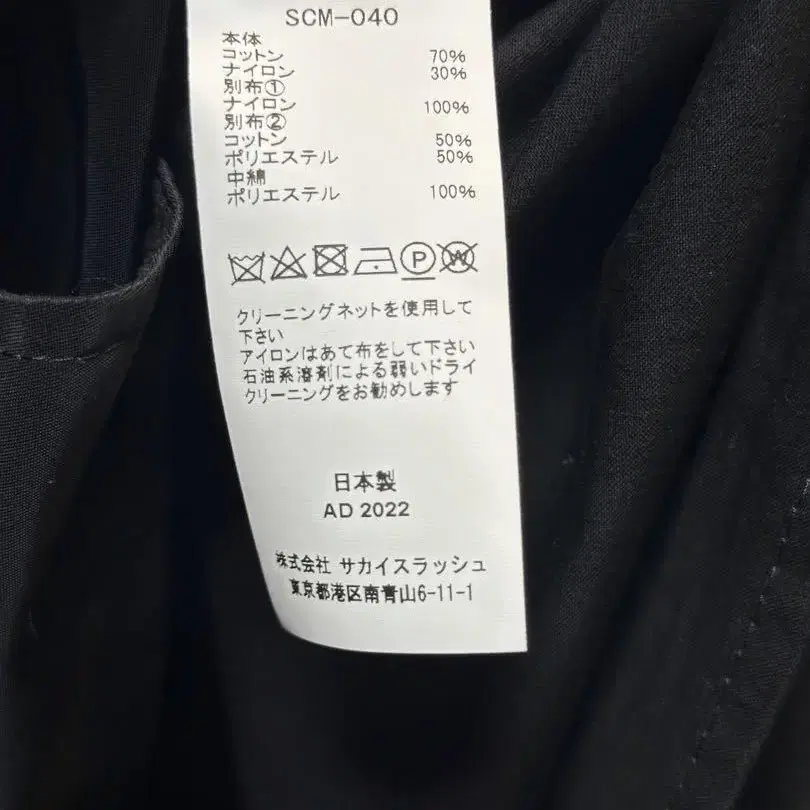 SCM-040
本体
コットン 70%
ナイロン 30%
別布①
ナイロン 100%
別布②
コットン 50%
ポリエステル 50%
中綿
ポリエステル 100%
P W
クリーニングネットを使用して
下さい
アイロンはあて布をして下さい
石油系溶剤による弱いドライ
クリーニングをお勧めします
日本製
AD 2022
株式会社 サカイスラッシュ
東京都港区南青山6-11-1